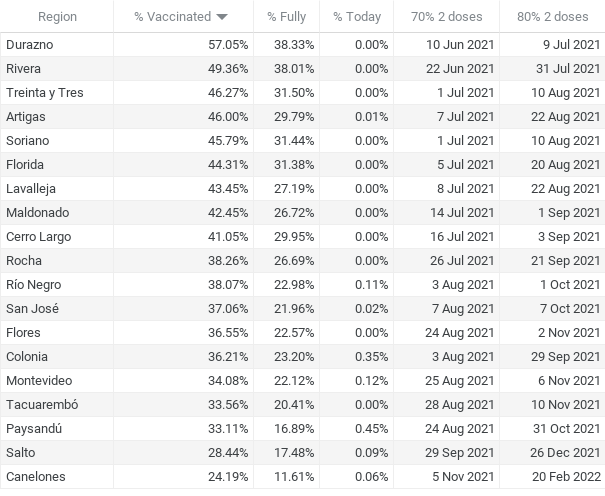 Region % Vaccinated % Fully % Today 70% 2 doses 80% 2 doses
Durazno 57.05% 38.33% 0.00% 10 Jun 2021 9 Jul 2021
Rivera 49.36% 38.01% 0.00% 22 Jun 2021 31 Jul 2021
Treinta y Tres 46.27% 31.50% 0.00% 1 Jul 2021 10 Aug 2021
Artigas 46.00% 29.79% 0.01% 7 Jul 2021 22 Aug 2021
Soriano 45.79% 31.44% 0.00% 1 Jul 2021 10 Aug 2021
Florida 44.31% 31.38% 0.00% 5 Jul 2021 20 Aug 2021
Lavalleja 43.45% 27.19% 0.00% 8 Jul 2021 22 Aug 2021
Maldonado 42.45% 26.72% 0.00% 14 Jul 2021 1 Sep 2021
Cerro Largo 41.05% 29.95% 0.00% 16 Jul 2021 3 Sep 2021
Rocha 38.26% 26.69% 0.00% 26 Jul 2021 21 Sep 2021
Río Negro 38.07% 22.98% 0.11% 3 Aug 2021 1 Oct 2021
San José 37.06% 21.96% 0.02% 7 Aug 2021 7 Oct 2021
Flores 36.55% 22.57% 0.00% 24 Aug 2021 2 Nov 2021
Colonia 36.21% 23.20% 0.35% 3 Aug 2021 29 Sep 2021
Montevideo 34.08% 22.12% 0.12% 25 Aug 2021 6 Nov 2021
Tacuarembó 33.56% 20.41% 0.00% 28 Aug 2021 10 Nov 2021
Paysandú 33.11% 16.89% 0.45% 24 Aug 2021 31 Oct 2021
Salto 28.44% 17.48% 0.09% 29 Sep 2021 26 Dec 2021
Canelones 24.19% 11.61% 0.06% 5 Nov 2021 20 Feb 2022